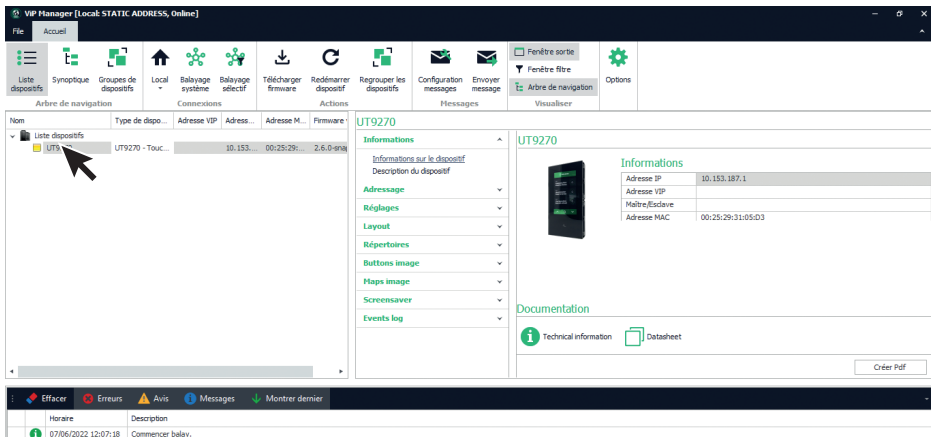 ViP Manager [Local: STATIC ADDRESS, Online]
File Accueil
Liste dispositifs
Synoptique
Groupes de dispositifs
Local
Balayage système
Balayage sélectif
Télécharger firmware
Redémarrer dispositif
Regrouper les dispositifs
Configuration messages
Envoyer message
Fenêtre sortie
Fenêtre filtre
Arbre de navigation
Options
Arbre de navigation Connexions Actions Messages Visualiser
Nom Type de dispo... Adresse VIP Adress... Adresse M... Firmware
Liste dispositifs
UT9270 - Touc... 10.153.... 00:25:29:... 2.6.0-snap
UT9270
Informations
Informations sur le dispositif
Description du dispositif
Adressage
Réglages
Layout
Répertoires
Buttons image
Maps image
Screensaver
Events log
UT9270
Informations
Adresse IP 10.153.187.1
Adresse VIP
Maître/Esclave
Adresse MAC 00:25:29:31:05:D3
Documentation
Technical information Datasheet
Créer Pdf
Effacer Erreurs Avis Messages Montrer dernier
Horaire Description
07/06/2022 12:07:18 Commencer balay.